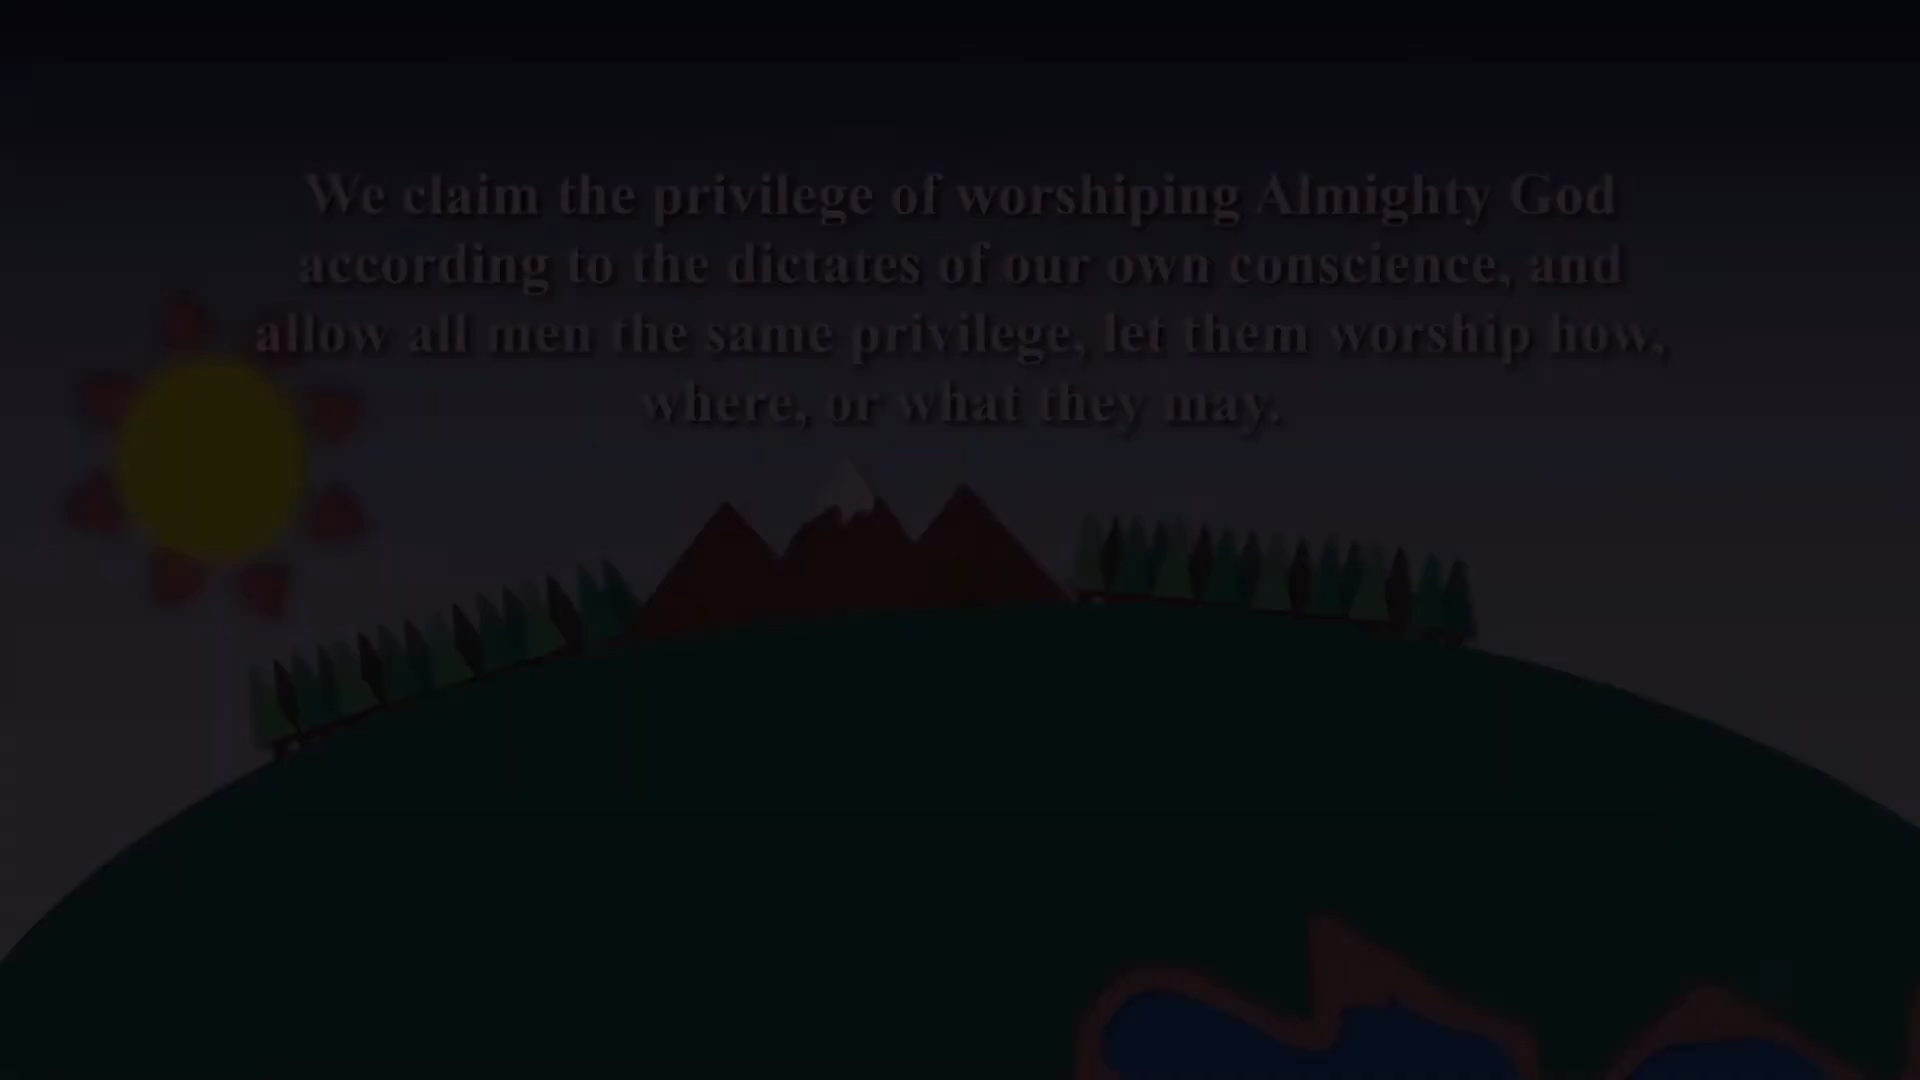 We claim the privilege of worshiping Almighty God
according to the dictates of our own conscience, and
allow all men the same privilege, let them worship how,
where, or what they may.